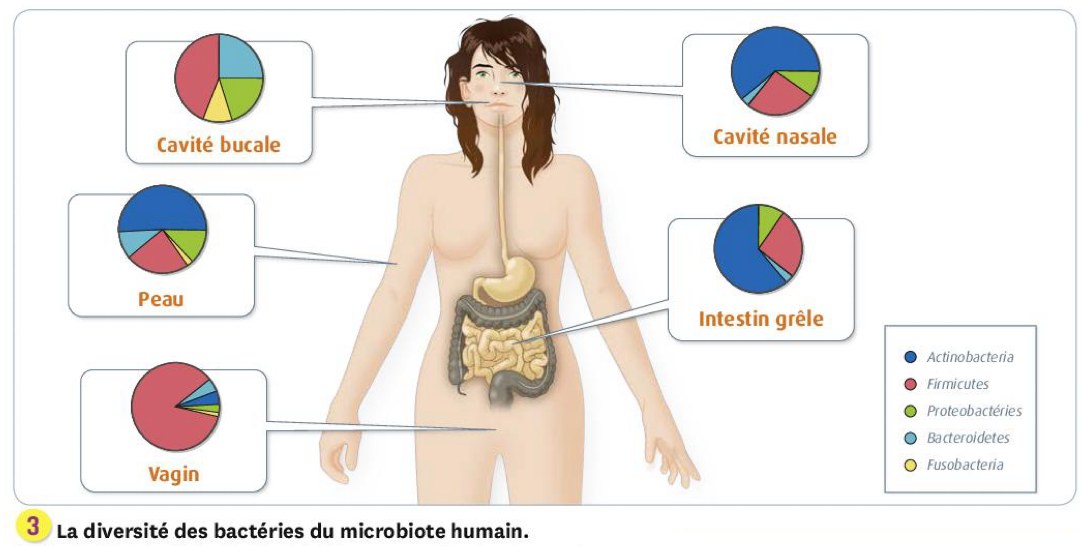 Cavité bucale
Cavité nasale
Peau
Intestin grêle
Vagin
Actinobacteria
Firmicutes
Proteobactéries
Bacteroidetes
Fusobacteria
3 La diversité des bactéries du microbiote humain.